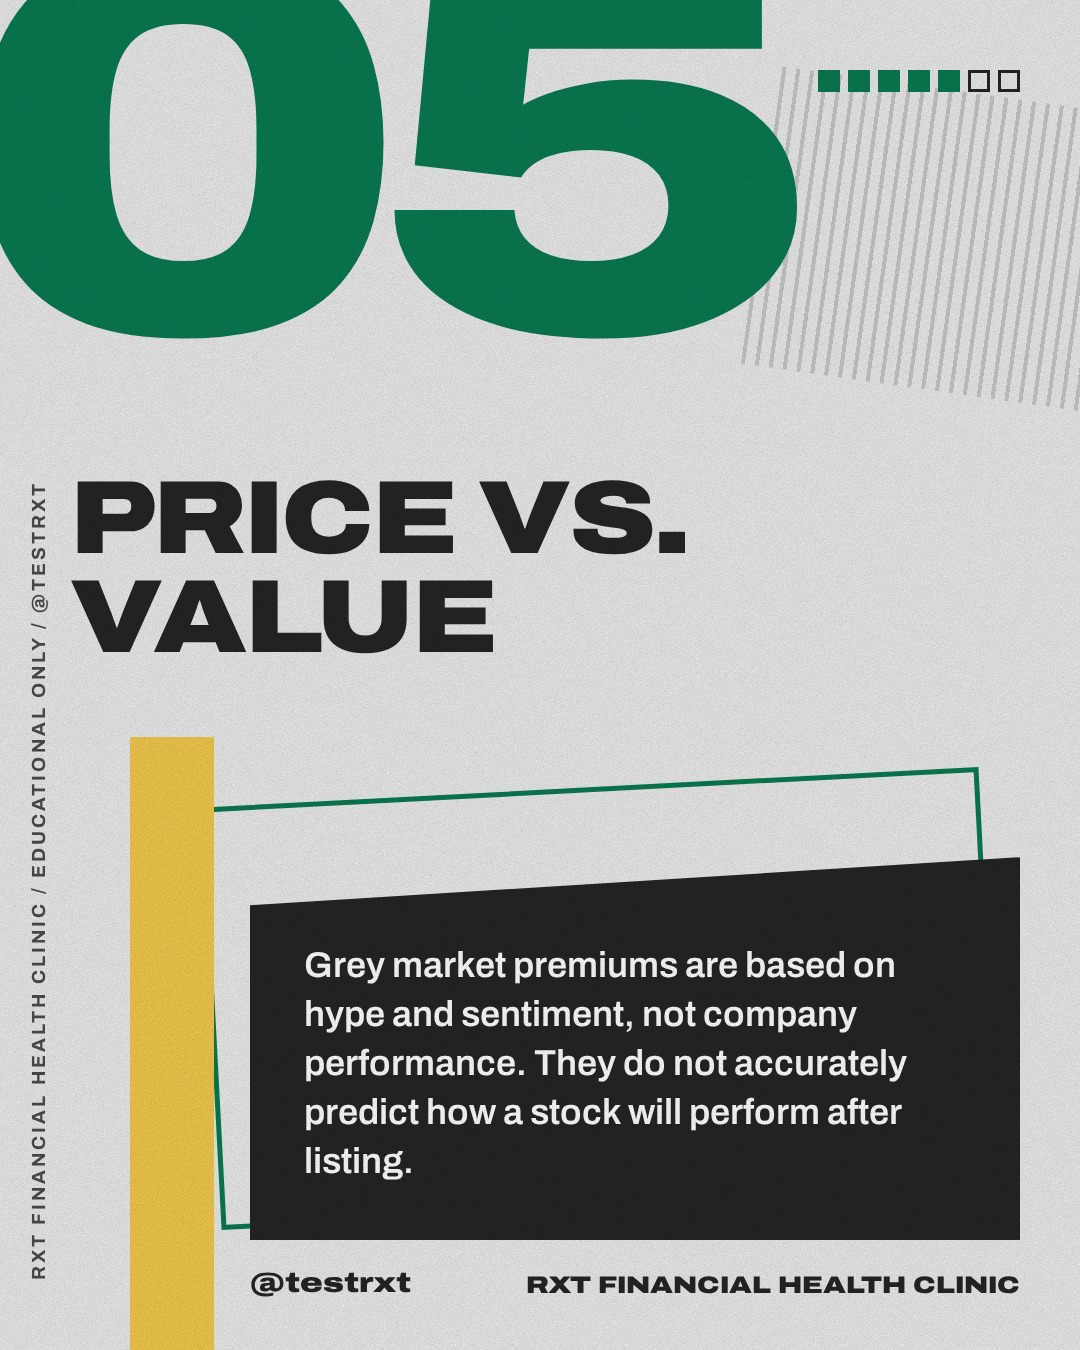 05
PRICE VS.
VALUE
RXT FINANCIAL HEALTH CLINIC / EDUCATIONAL ONLY / @TESTRXT
Grey market premiums are based on
hype and sentiment, not company
performance. They do not accurately
predict how a stock will perform after
listing.
@testrxt
RXT FINANCIAL HEALTH CLINIC